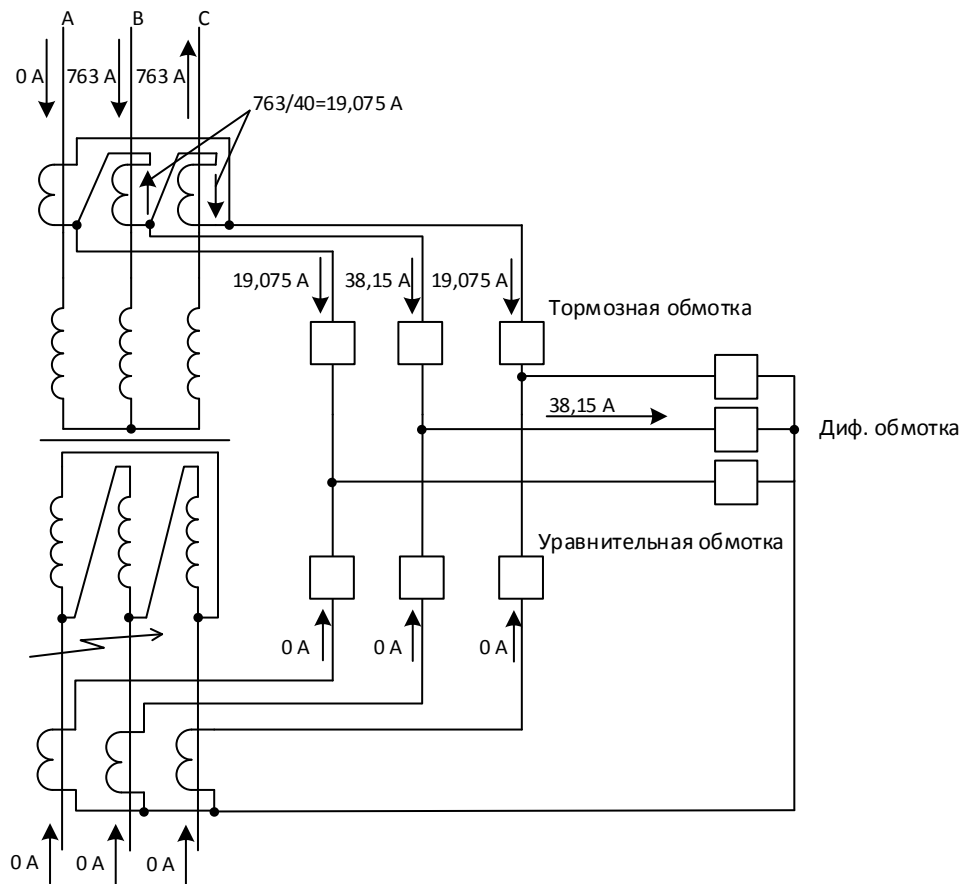 A B C
0 А 763 А 763 А
763/40=19,075 А
19,075 А 38,15 А 19,075 А
Тормозная обмотка
38,15 А
Диф. обмотка
Уравнительная обмотка
0 А 0 А 0 А
0 А 0 А 0 А